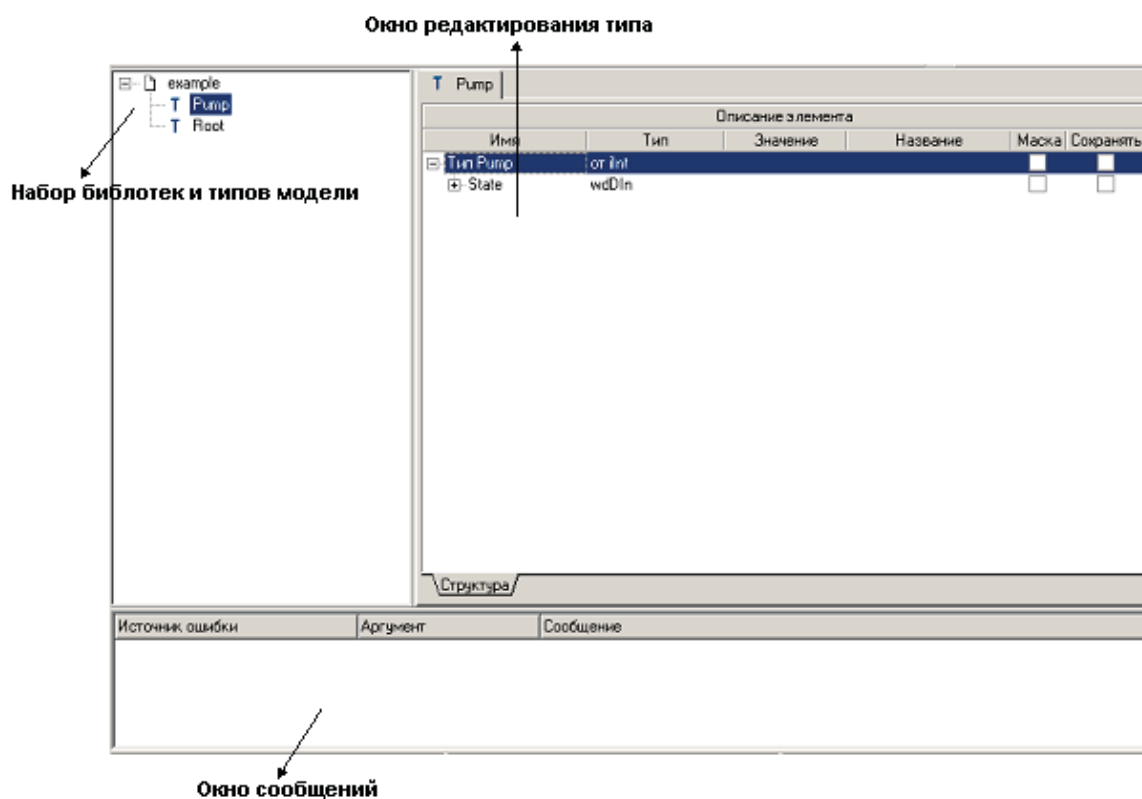 Окно редактирования типа
example
Pump
Root
Набор библотек и типов модели
T Pump
Описание элемента
Имя Тип Значение Название Маска Сохранять
Тип Pump от iInt
State wdDIn
Структура
Источник ошибки Аргумент Сообщение
Окно сообщений